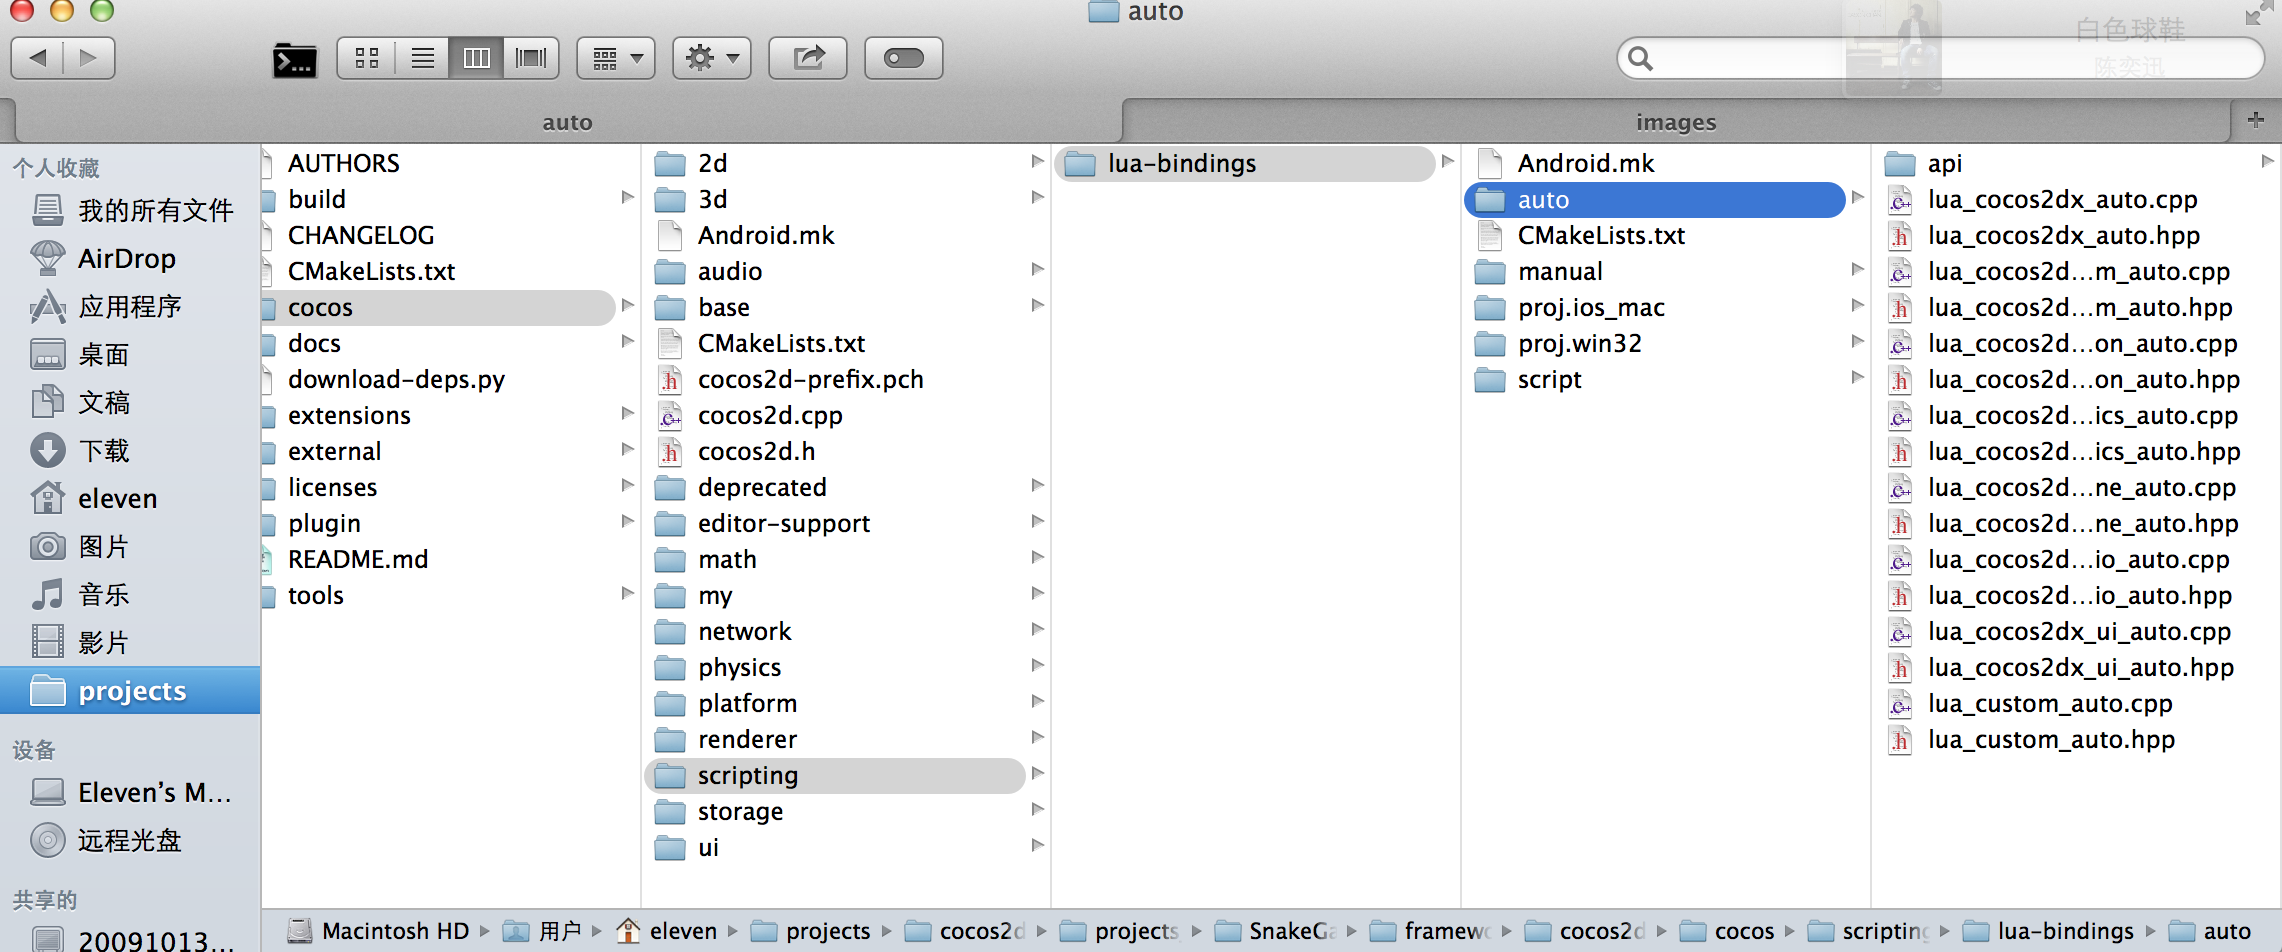 auto
白色球鞋
陈奕迅
auto
images
个人收藏
我的所有文件
AirDrop
应用程序
桌面
文稿
下载
eleven
图片
音乐
影片
projects
设备
Eleven’s M...
远程光盘
共享的
20091013...
AUTHORS
build
CHANGELOG
CMakeLists.txt
cocos
docs
download-deps.py
extensions
external
licenses
plugin
README.md
tools
2d
3d
Android.mk
audio
base
CMakeLists.txt
cocos2d-prefix.pch
cocos2d.cpp
cocos2d.h
deprecated
editor-support
math
my
network
physics
platform
renderer
scripting
storage
ui
lua-bindings
Android.mk
auto
CMakeLists.txt
manual
proj.ios_mac
proj.win32
script
api
lua_cocos2dx_auto.cpp
lua_cocos2dx_auto.hpp
lua_cocos2d...m_auto.cpp
lua_cocos2d...m_auto.hpp
lua_cocos2d...on_auto.cpp
lua_cocos2d...on_auto.hpp
lua_cocos2d...ics_auto.cpp
lua_cocos2d...ics_auto.hpp
lua_cocos2d...ne_auto.cpp
lua_cocos2d...ne_auto.hpp
lua_cocos2d...io_auto.cpp
lua_cocos2d...io_auto.hpp
lua_cocos2dx_ui_auto.cpp
lua_cocos2dx_ui_auto.hpp
lua_custom_auto.cpp
lua_custom_auto.hpp
Macintosh HD 用户 eleven projects cocos2d projects SnakeGa framewo cocos2d cocos scripting lua-bindings auto